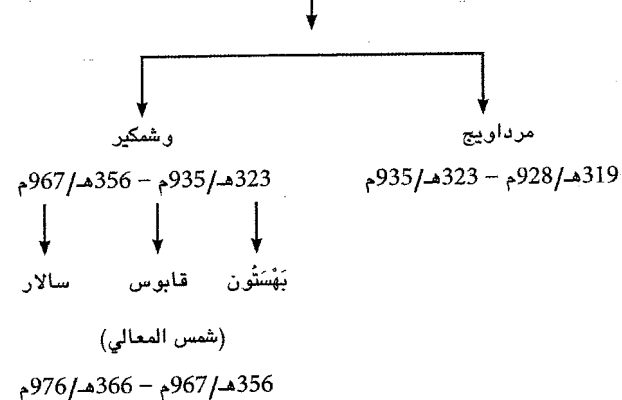 مرداويج وشمكير
319هـ/928م – 323هـ/935م 323هـ/935م – 356هـ/967م
بَهْسَتُون قابوس سالار
(شمس المعالي)
356هـ/967م – 366هـ/976م